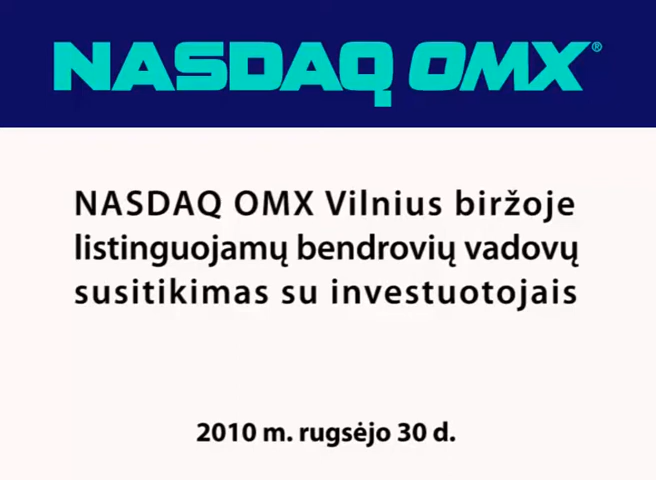 NASDAQ OMX®
NASDAQ OMX Vilnius biržoje
listinguojamų bendrovių vadovų
susitikimas su investuotojais
2010 m. rugsėjo 30 d.